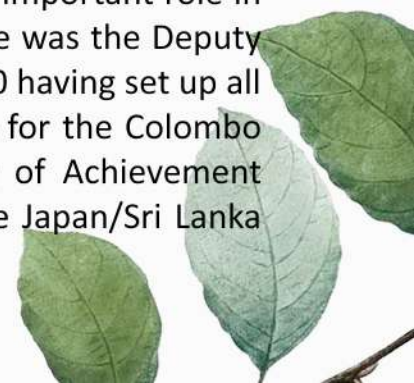 important role in
e was the Deputy
0 having set up all
for the Colombo
of Achievement
e Japan/Sri Lanka